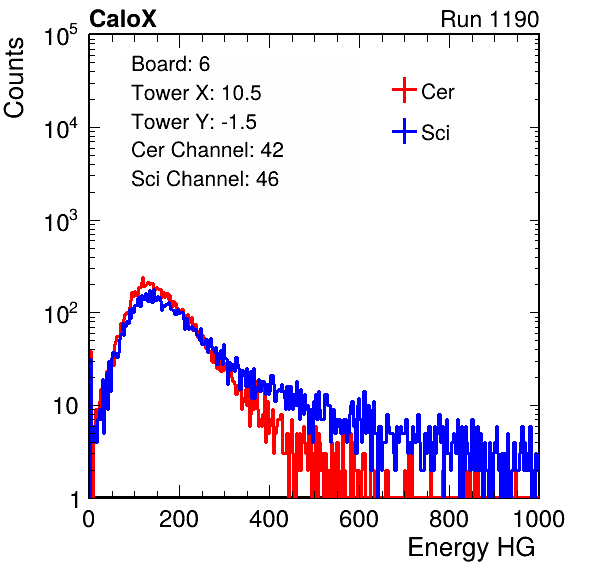 CaloX Run 1190
Counts
Board: 6
Tower X: 10.5
Tower Y: -1.5
Cer Channel: 42
Sci Channel: 46
Cer
Sci
10^5
10^4
10^3
10^2
10
1
0 200 400 600 800 1000
Energy HG